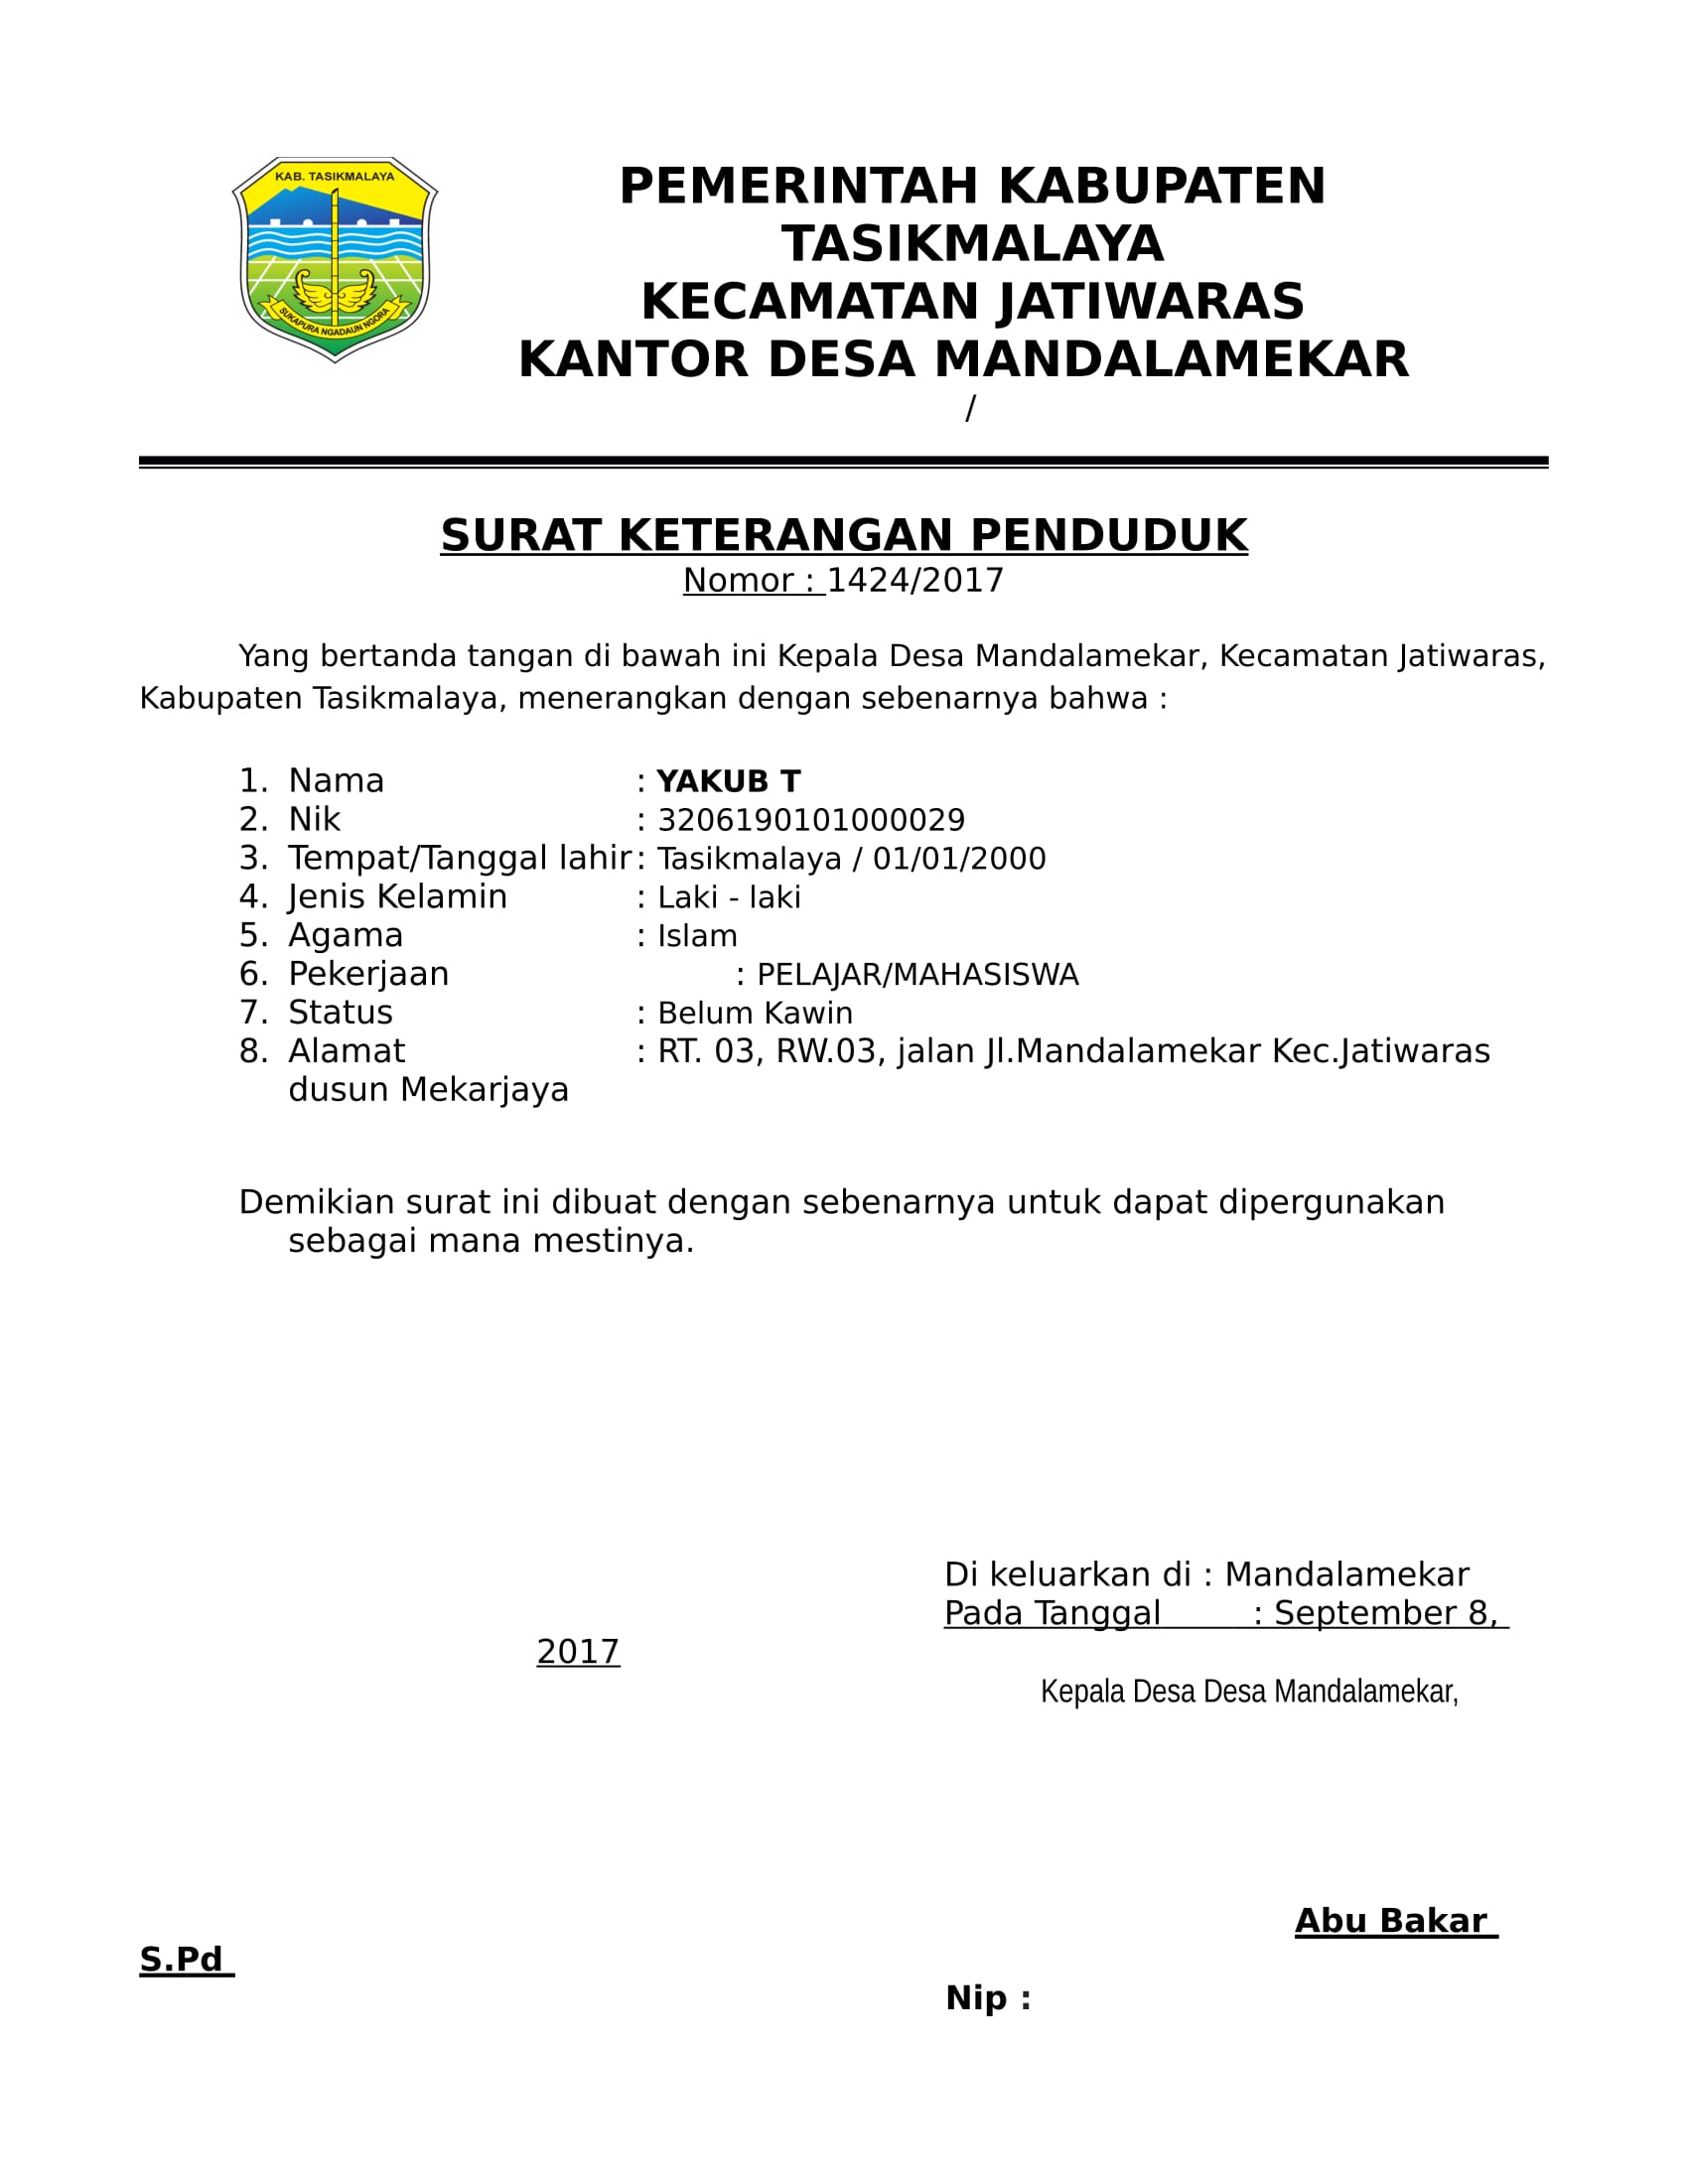 KAB. TASIKMALAYA
SUKAPURA NGADAUN NGORA
PEMERINTAH KABUPATEN
TASIKMALAYA
KECAMATAN JATIWARAS
KANTOR DESA MANDALAMEKAR
/
SURAT KETERANGAN PENDUDUK
Nomor : 1424/2017
Yang bertanda tangan di bawah ini Kepala Desa Mandalamekar, Kecamatan Jatiwaras,
Kabupaten Tasikmalaya, menerangkan dengan sebenarnya bahwa :
1. Nama : YAKUB T
2. Nik : 3206190101000029
3. Tempat/Tanggal lahir : Tasikmalaya / 01/01/2000
4. Jenis Kelamin : Laki - laki
5. Agama : Islam
6. Pekerjaan : PELAJAR/MAHASISWA
7. Status : Belum Kawin
8. Alamat : RT. 03, RW.03, jalan Jl.Mandalamekar Kec.Jatiwaras
dusun Mekarjaya
Demikian surat ini dibuat dengan sebenarnya untuk dapat dipergunakan
sebagai mana mestinya.
Di keluarkan di : Mandalamekar
Pada Tanggal : September 8,
2017
Kepala Desa Desa Mandalamekar,
Abu Bakar
S.Pd
Nip :